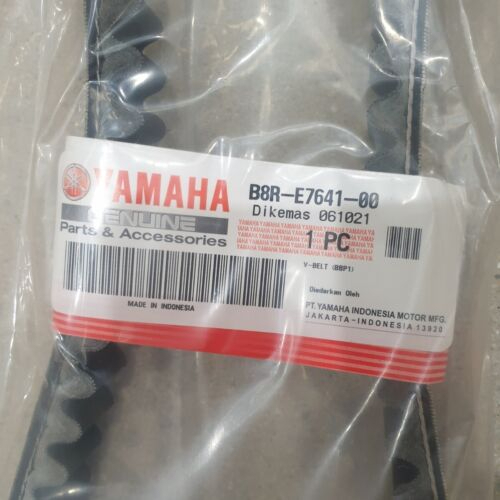 YAMAHA
GENUINE
Parts & Accessories
B8R-E7641-00
Dikemas 061021
1 PC
V-BELT (BBP1)
MADE IN INDONESIA
Diedarkan Oleh
PT. YAMAHA INDONESIA MOTOR MFG.
JAKARTA-INDONESIA 13920